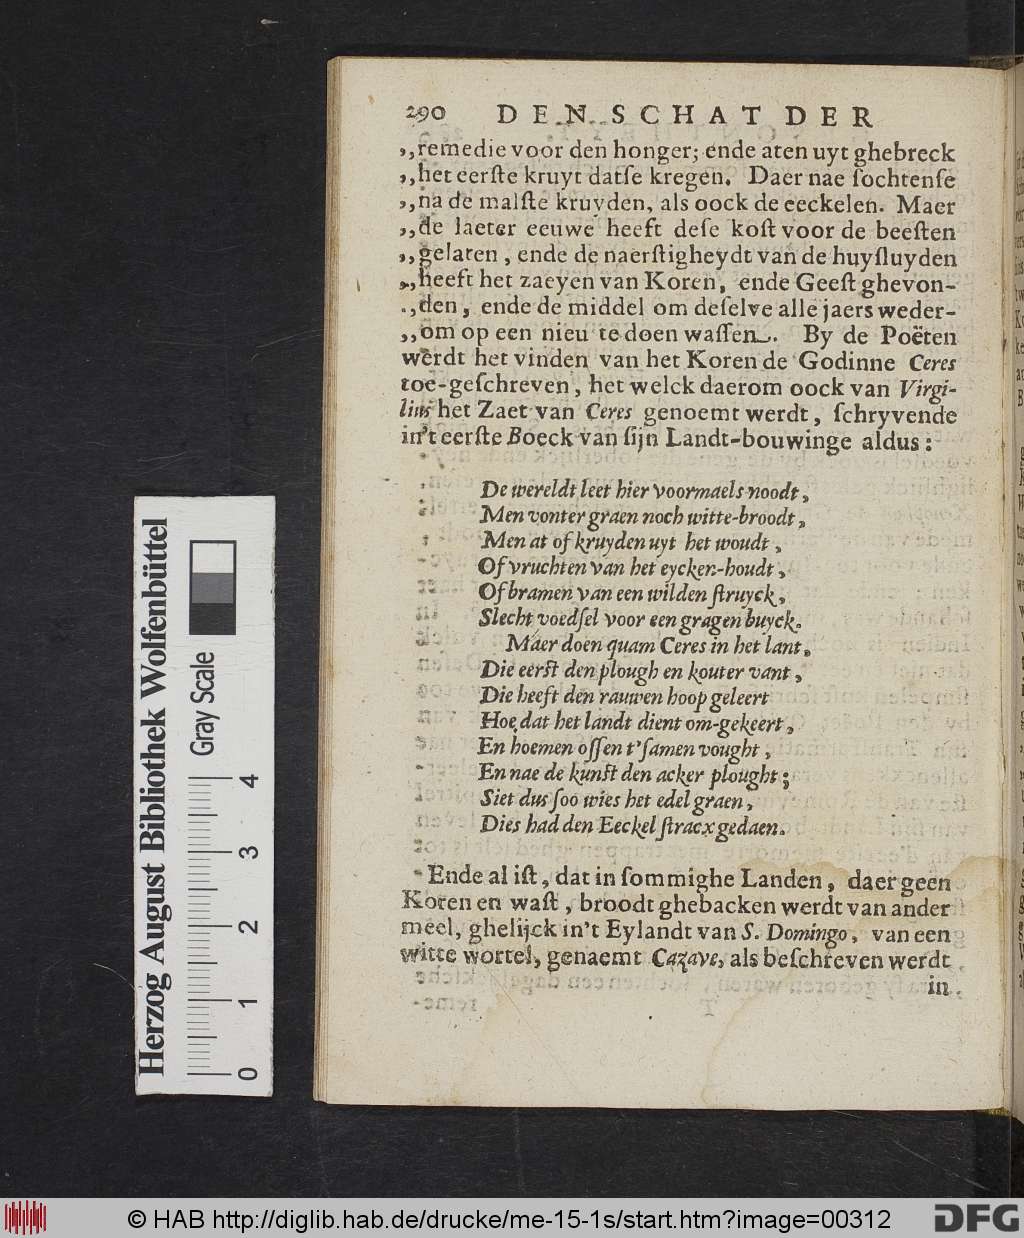 290 DEN SCHAT DER
,,remedie voor den honger; ende aten uyt ghebreck
,,het eerſte kruyt datſe kregen. Daer nae ſochtenſe
,,na de malſte kruyden, als oock de eeckelen. Maer
,,de laeter eeuwe heeft deſe koſt voor de beeſten
,,gelaten, ende de naerſtigheydt van de huyſluyden
,,heeft het zaeyen van Koren, ende Geeſt ghevon-
,,den, ende de middel om deſelve alle jaers weder-
,,om op een nieu te doen waſſen. By de Poëten
werdt het vinden van het Koren de Godinne Ceres
toe-geſchreven, het welck daerom oock van Virgi-
lius het Zaet van Ceres genoemt werdt, ſchryvende
in't eerſte Boeck van ſijn Landt-bouwinge aldus:
De wereldt leet hier voormaels noodt,
Men vonter graen noch witte-broodt,
Men at of kruyden uyt het woudt,
Of vruchten van het eycken-houdt,
Of bramen van een wilden ſtruyck,
Slecht voedſel voor een gragen buyck.
Maer doen quam Ceres in het lant,
Die eerſt den plough en kouter vant,
Die heeft den rauwen hoop geleert
Hoe dat het landt dient om-gekeert,
En hoemen oſſen t'ſamen vought,
En nae de kunſt den acker plought;
Siet dus ſoo wies het edel graen,
Dies had den Eeckel ſtracx gedaen.
Ende al iſt, dat in ſommighe Landen, daer geen
Koren en waſt, broodt ghebacken werdt van ander
meel, ghelijck in't Eylandt van S. Domingo, van een
witte wortel, genaemt Cazave, als beſchreven werdt
in
Herzog August Bibliothek Wolfenbüttel
Gray Scale
0 1 2 3 4
© HAB http://diglib.hab.de/drucke/me-15-1s/start.htm?image=00312
DFG